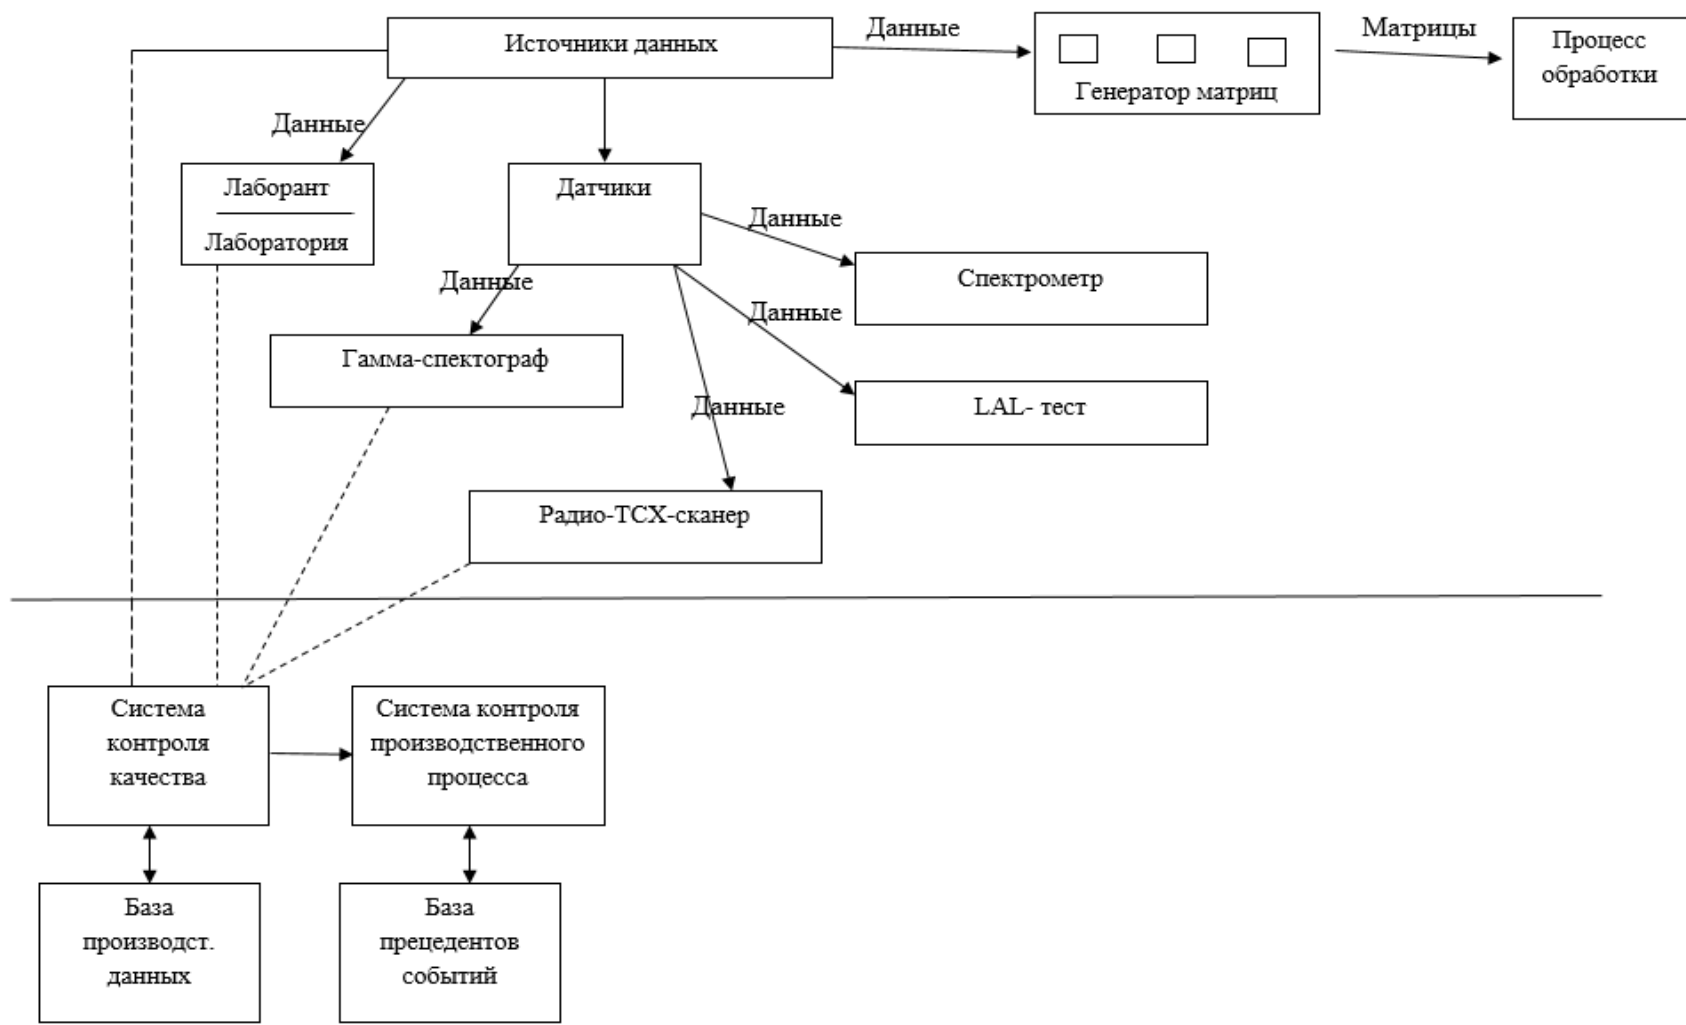 Источники данных
Данные
Генератор матриц
Матрицы
Процесс
обработки
Данные
Лаборант
Лаборатория
Датчики
Данные
Спектрометр
Данные
Гамма-спектограф
Данные
LAL- тест
Данные
Радио-ТСХ-сканер
Система
контроля
качества
Система контроля
производственного
процесса
База
производст.
данных
База
прецедентов
событий